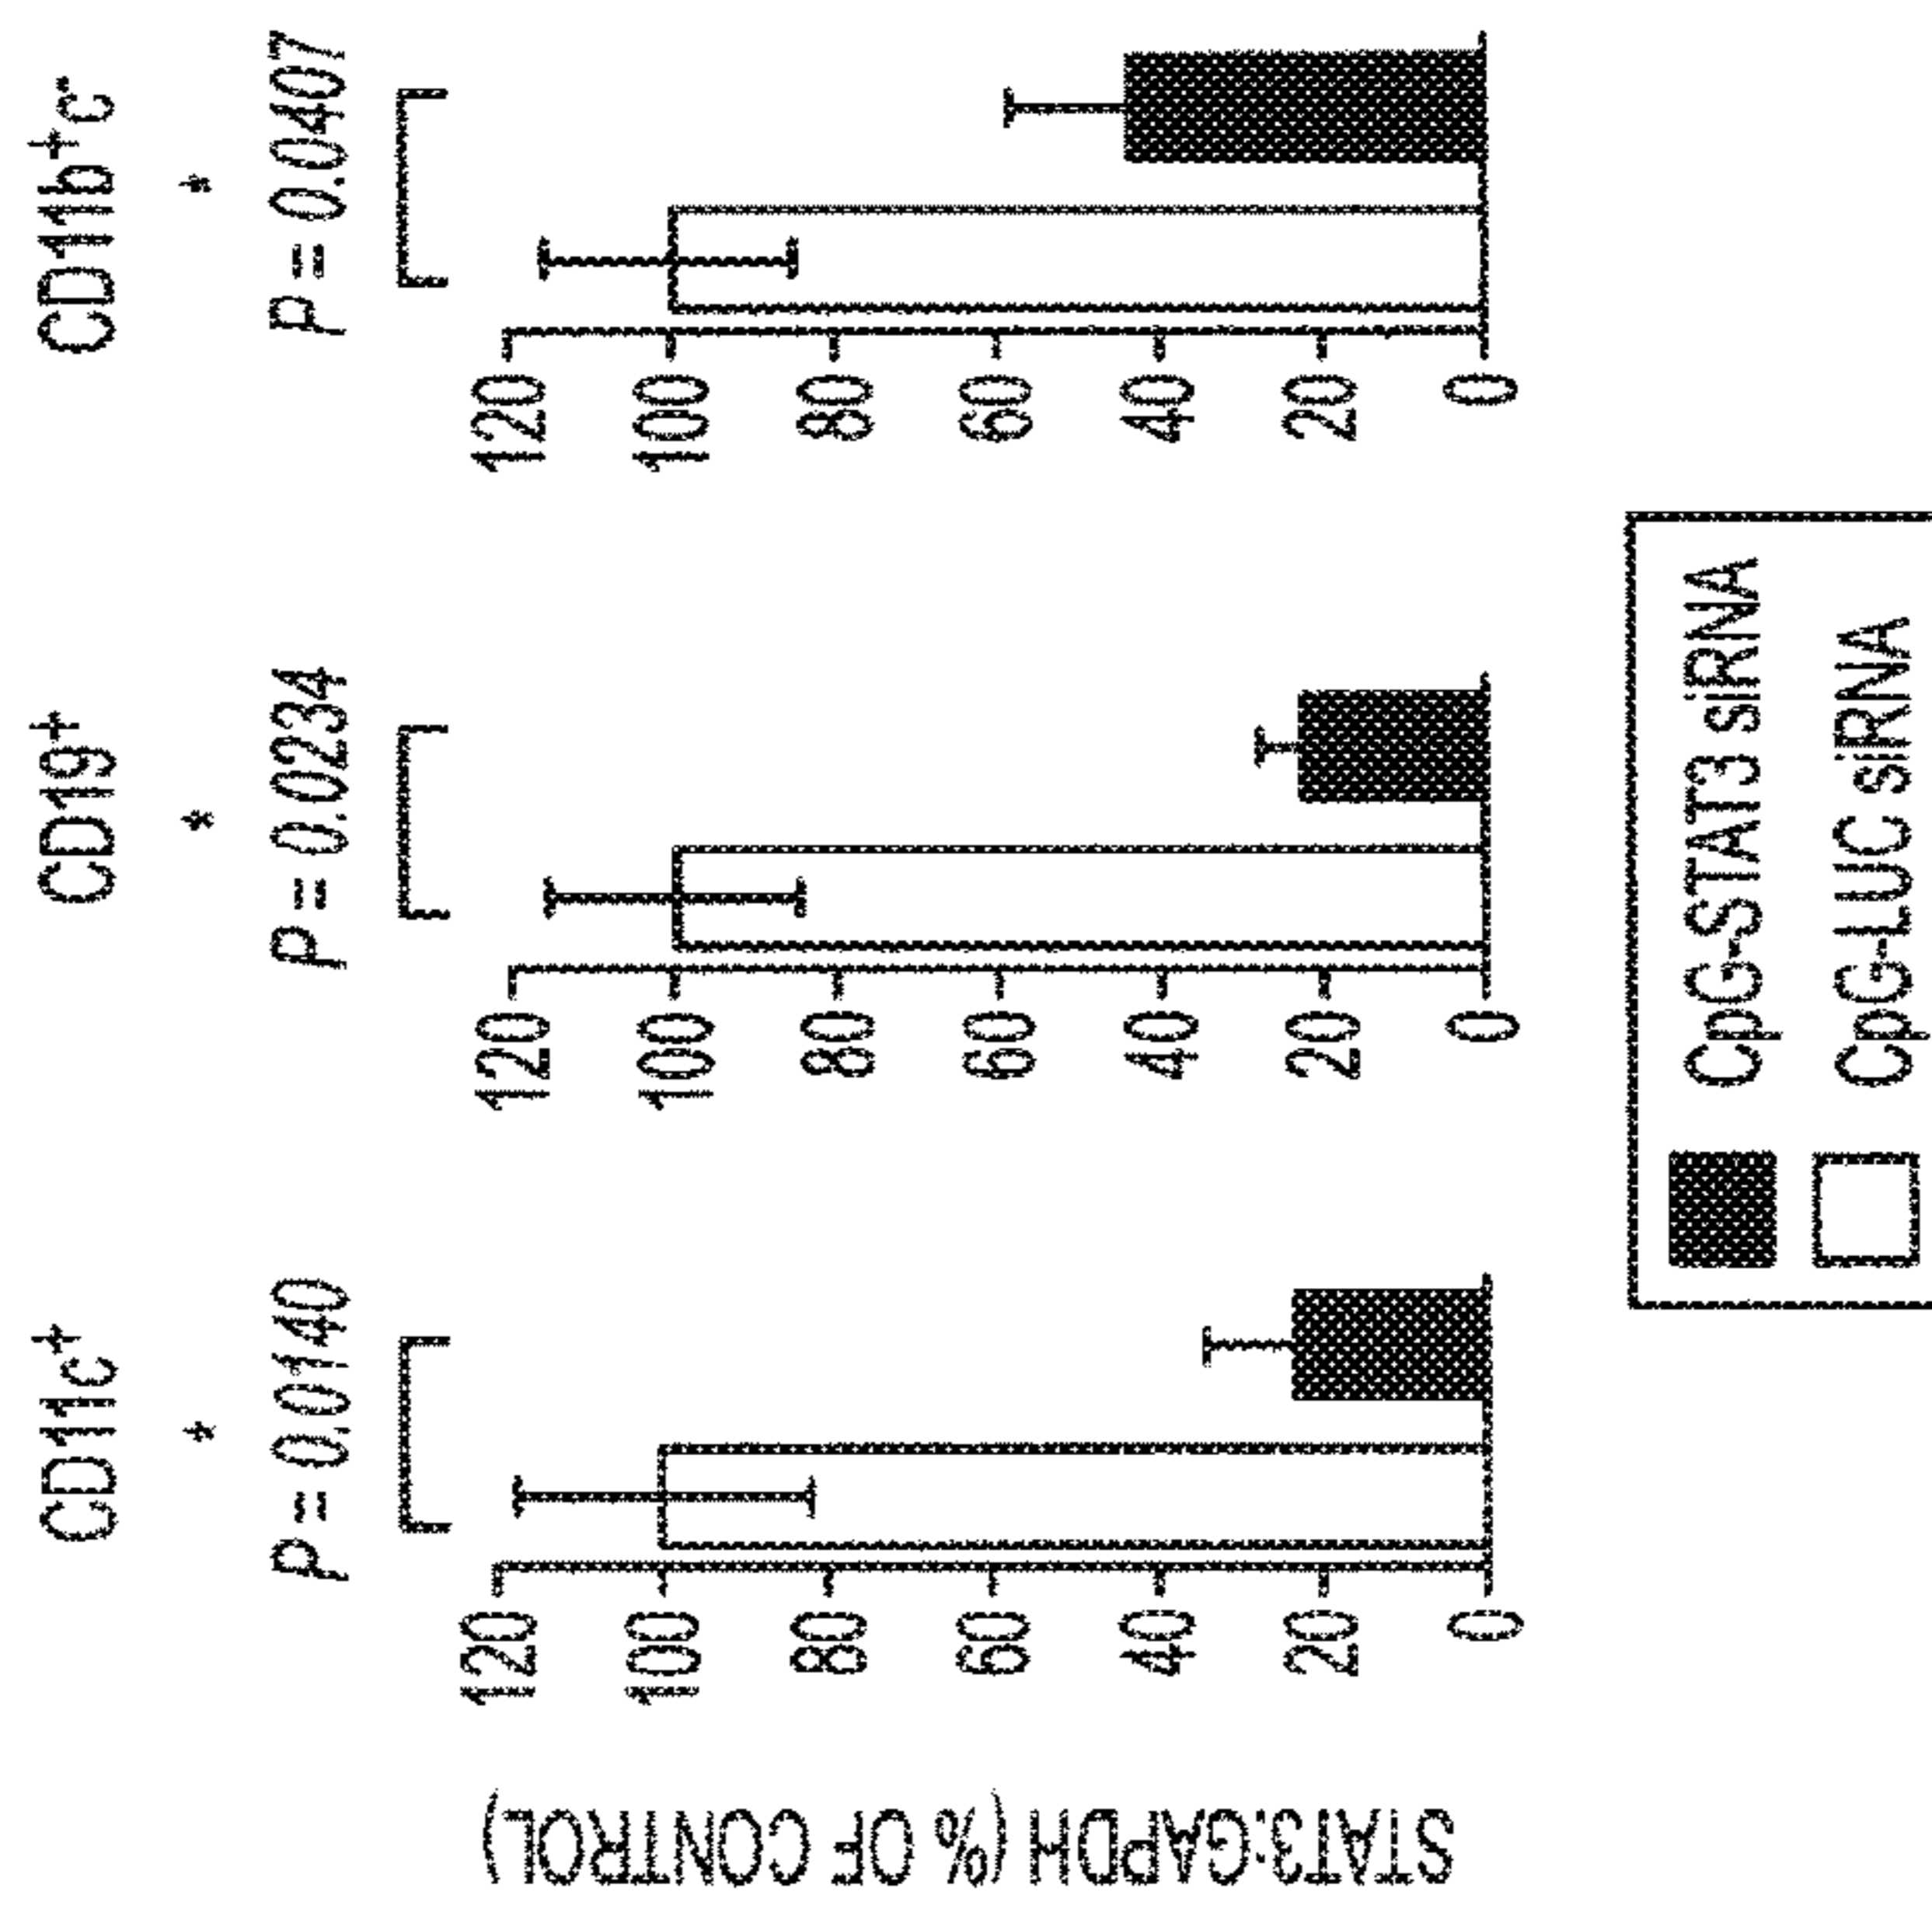 STAT3:GAPDH (% OF CONTROL)
CD11c⁺
*
P = 0.0140
120
100
80
60
40
20
0
CD19⁺
*
P = 0.0234
120
100
80
60
40
20
0
CD11b⁺c⁻
*
P = 0.0407
120
100
80
60
40
20
0
CpG-STAT3 siRNA
CpG-LUC siRNA